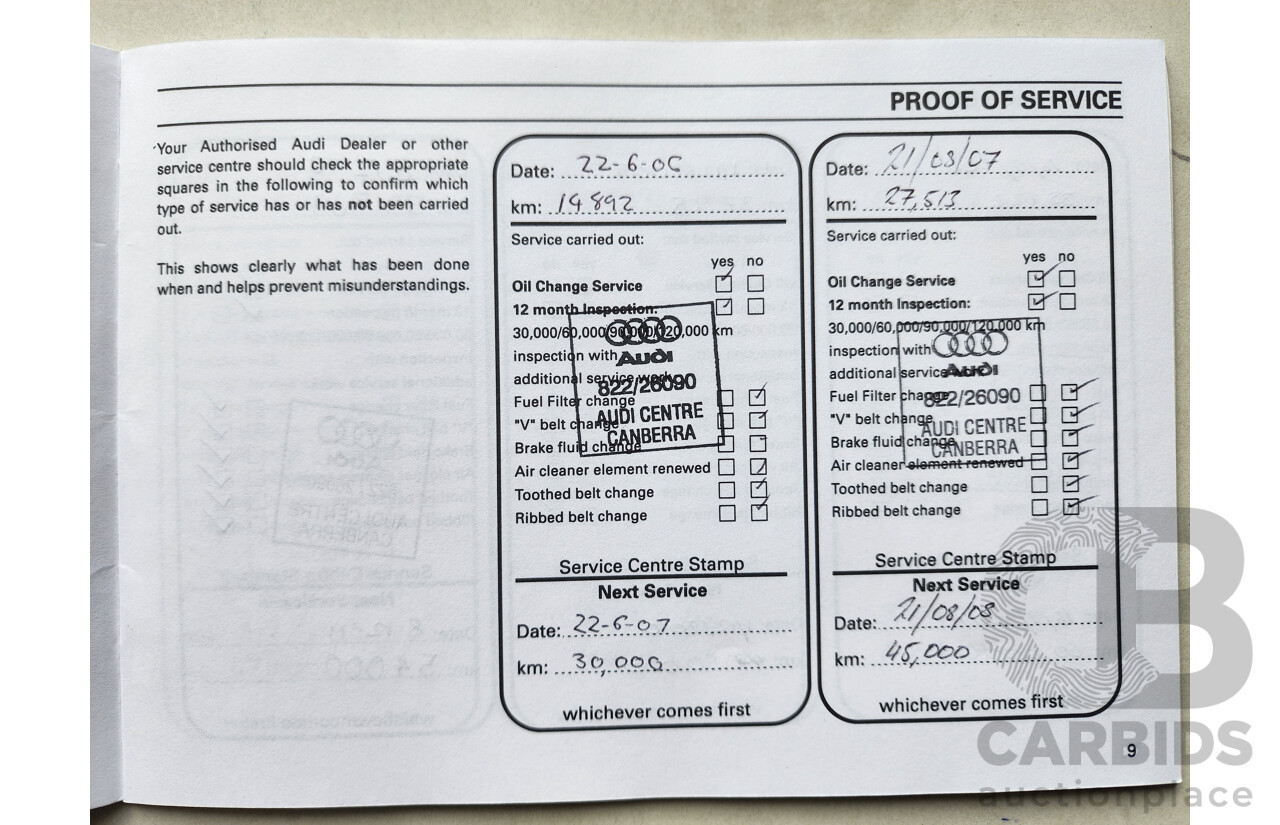 PROOF OF SERVICE
Your Authorised Audi Dealer or other
service centre should check the appropriate
squares in the following to confirm which
type of service has or has not been carried
out.
This shows clearly what has been done
when and helps prevent misunderstandings.
Date: 22-6-06
km: 19892
Service carried out:
yes no
Oil Change Service
12 month Inspection:
30,000/60,000/90,000/120,000 km
inspection with
additional service work
Fuel Filter change
"V" belt change
Brake fluid change
Air cleaner element renewed
Toothed belt change
Ribbed belt change
Audi
822/26090
AUDI CENTRE
CANBERRA
Service Centre Stamp
Next Service
Date: 22-6-07
km: 30,000
whichever comes first
Date: 21/08/07
km: 27,513
Service carried out:
yes no
Oil Change Service
12 month Inspection:
30,000/60,000/90,000/120,000 km
inspection with
additional service work
Fuel Filter change
"V" belt change
Brake fluid change
Air cleaner element renewed
Toothed belt change
Ribbed belt change
Audi
822/26090
AUDI CENTRE
CANBERRA
Service Centre Stamp
Next Service
Date: 21/08/08
km: 45,000
whichever comes first
9
CB
CARBIDS
auctionplace